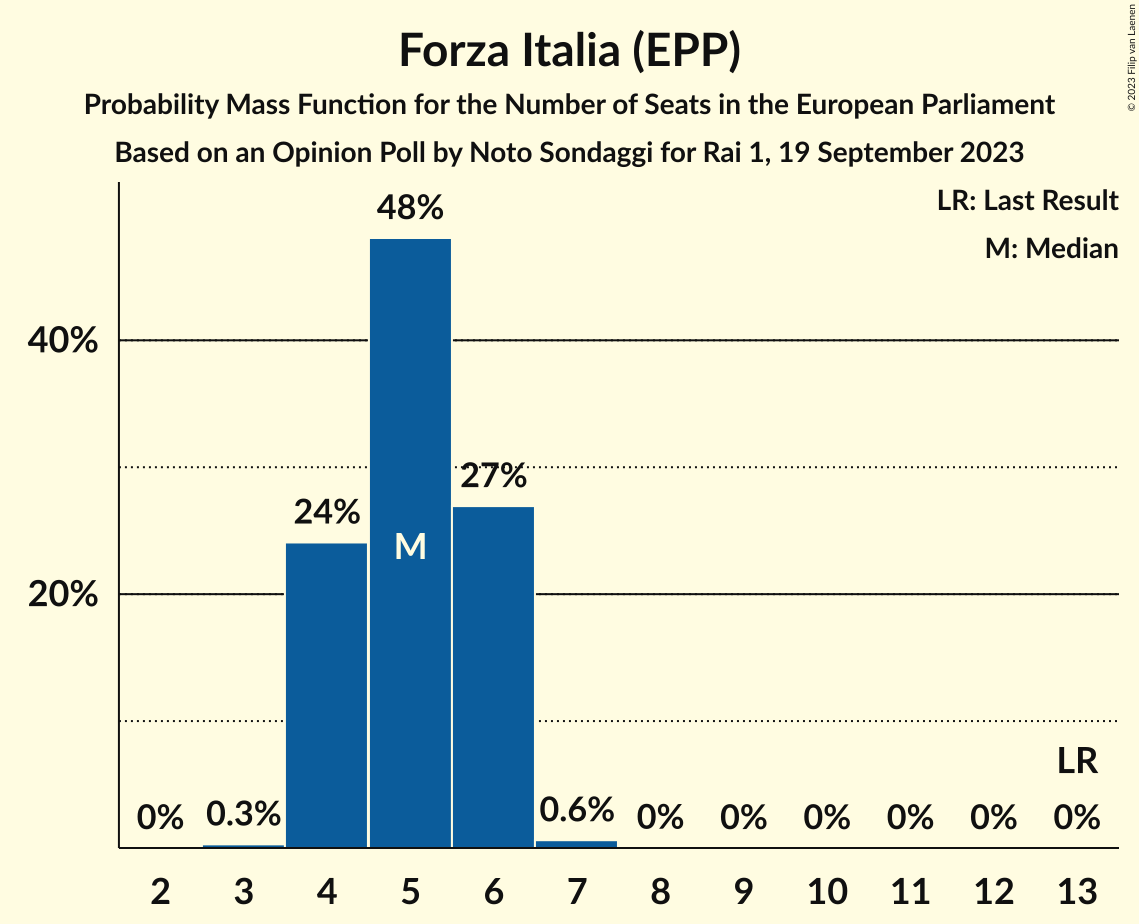 Forza Italia (EPP)
Probability Mass Function for the Number of Seats in the European Parliament
Based on an Opinion Poll by Noto Sondaggi for Rai 1, 19 September 2023
© 2023 Filip van Laenen
LR: Last Result
M: Median
48%
40%
27%
24%
M
20%
LR
0% 0.3% 0.6% 0% 0% 0% 0% 0% 0%
2 3 4 5 6 7 8 9 10 11 12 13